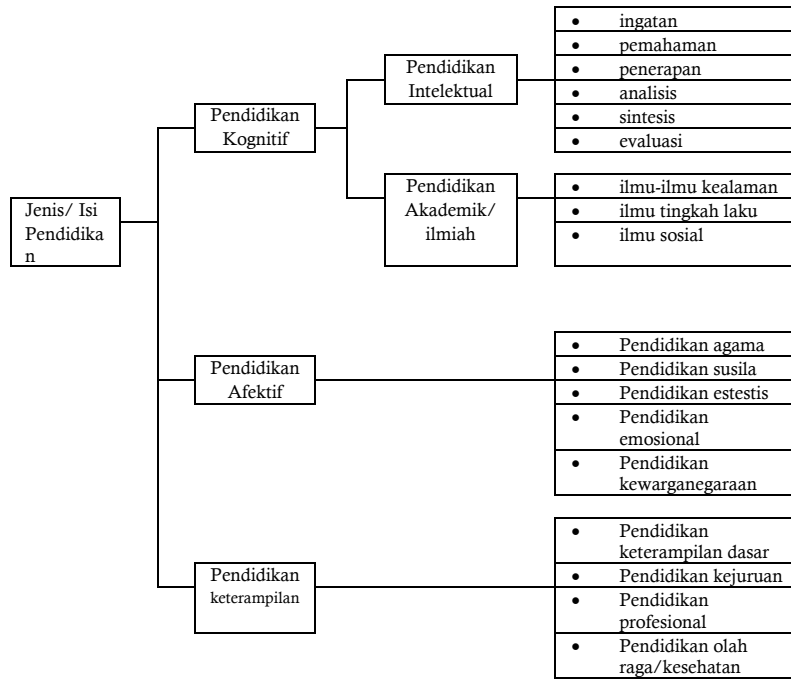 Jenis/ Isi
Pendidika
n
Pendidikan
Kognitif
Pendidikan
Intelektual
• ingatan
• pemahaman
• penerapan
• analisis
• sintesis
• evaluasi
Pendidikan
Akademik/
ilmiah
• ilmu-ilmu kealaman
• ilmu tingkah laku
• ilmu sosial
Pendidikan
Afektif
• Pendidikan agama
• Pendidikan susila
• Pendidikan estestis
• Pendidikan
emosional
• Pendidikan
kewarganegaraan
Pendidikan
keterampilan
• Pendidikan
keterampilan dasar
• Pendidikan kejuruan
• Pendidikan
profesional
• Pendidikan olah
raga/kesehatan